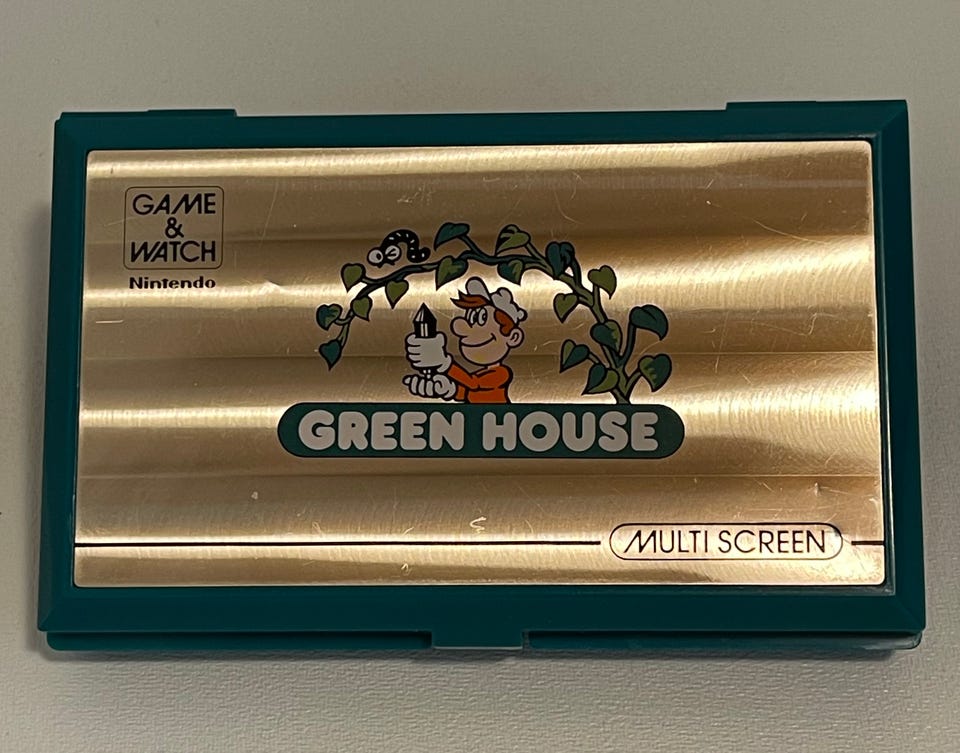 GAME
&
WATCH
Nintendo
GREEN HOUSE
MULTI SCREEN